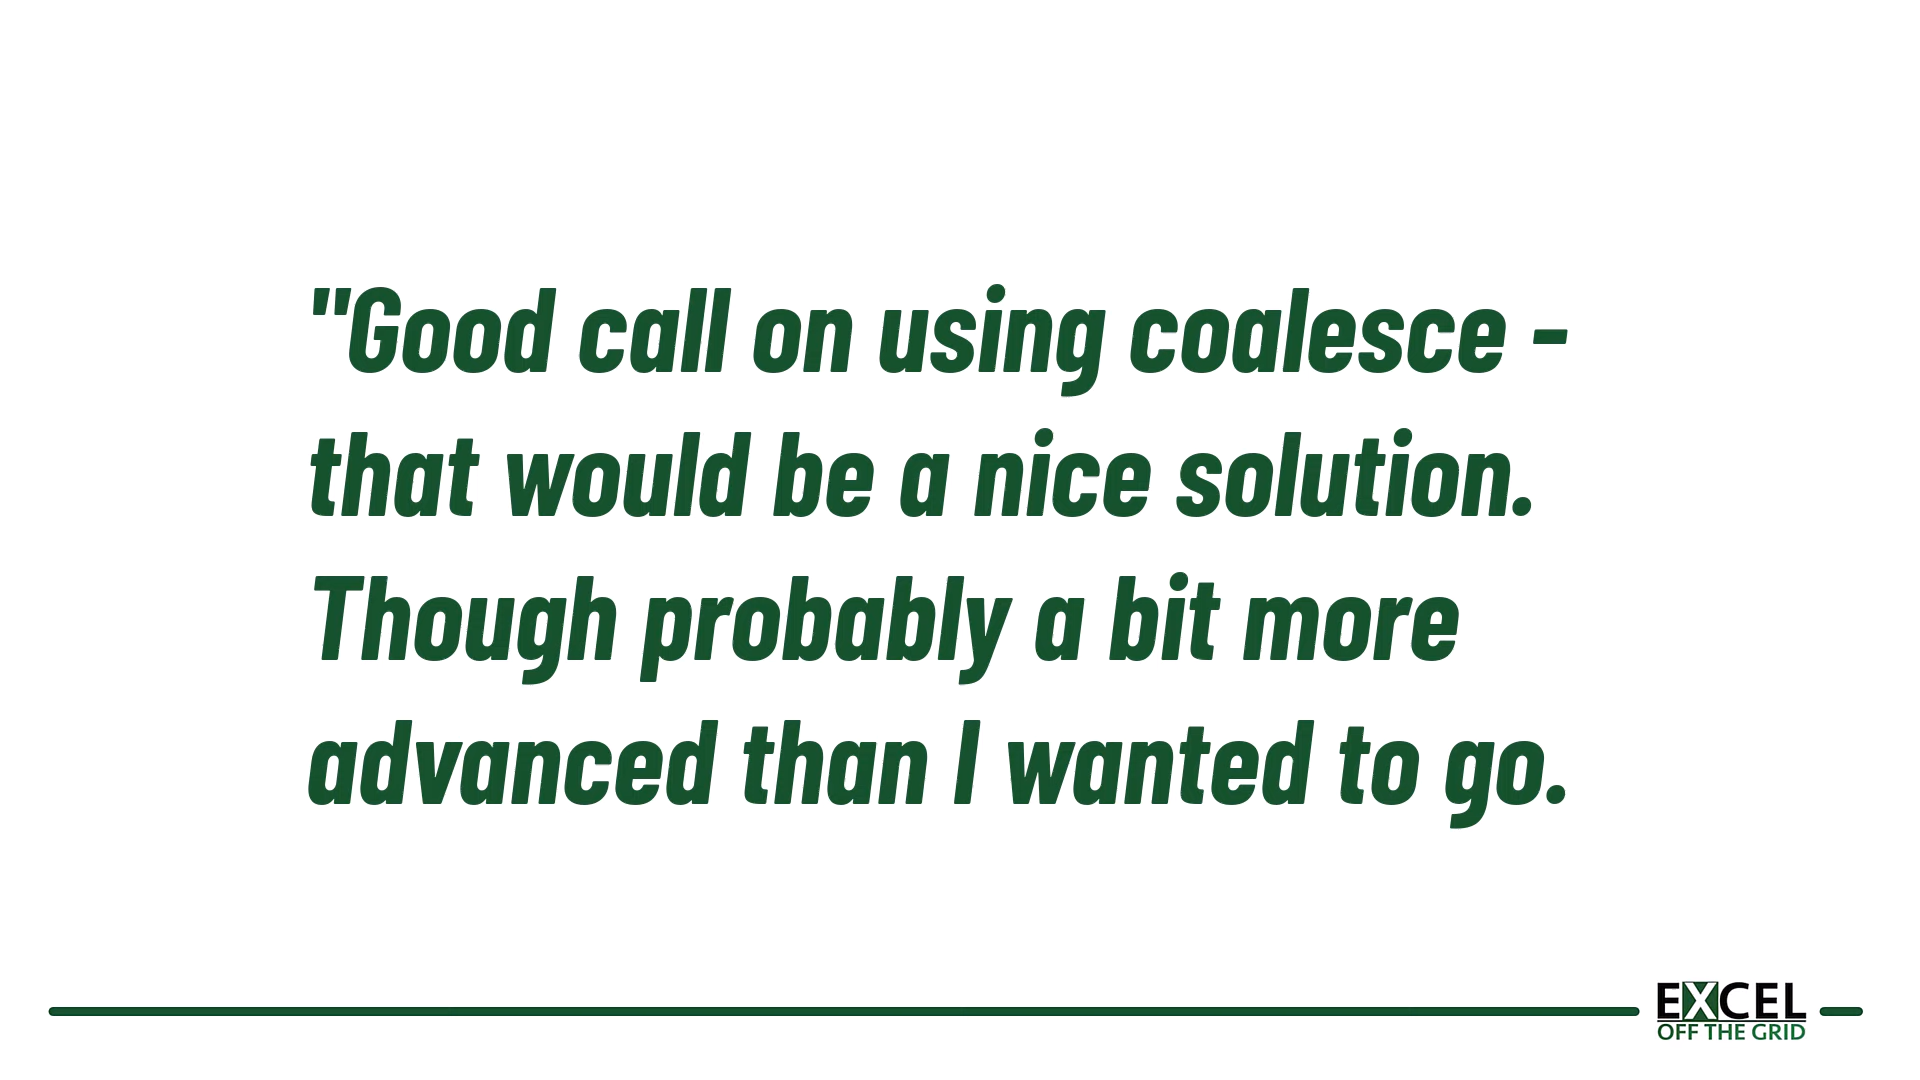 "Good call on using coalesce -
that would be a nice solution.
Though probably a bit more
advanced than I wanted to go.
EXCEL
OFF THE GRID